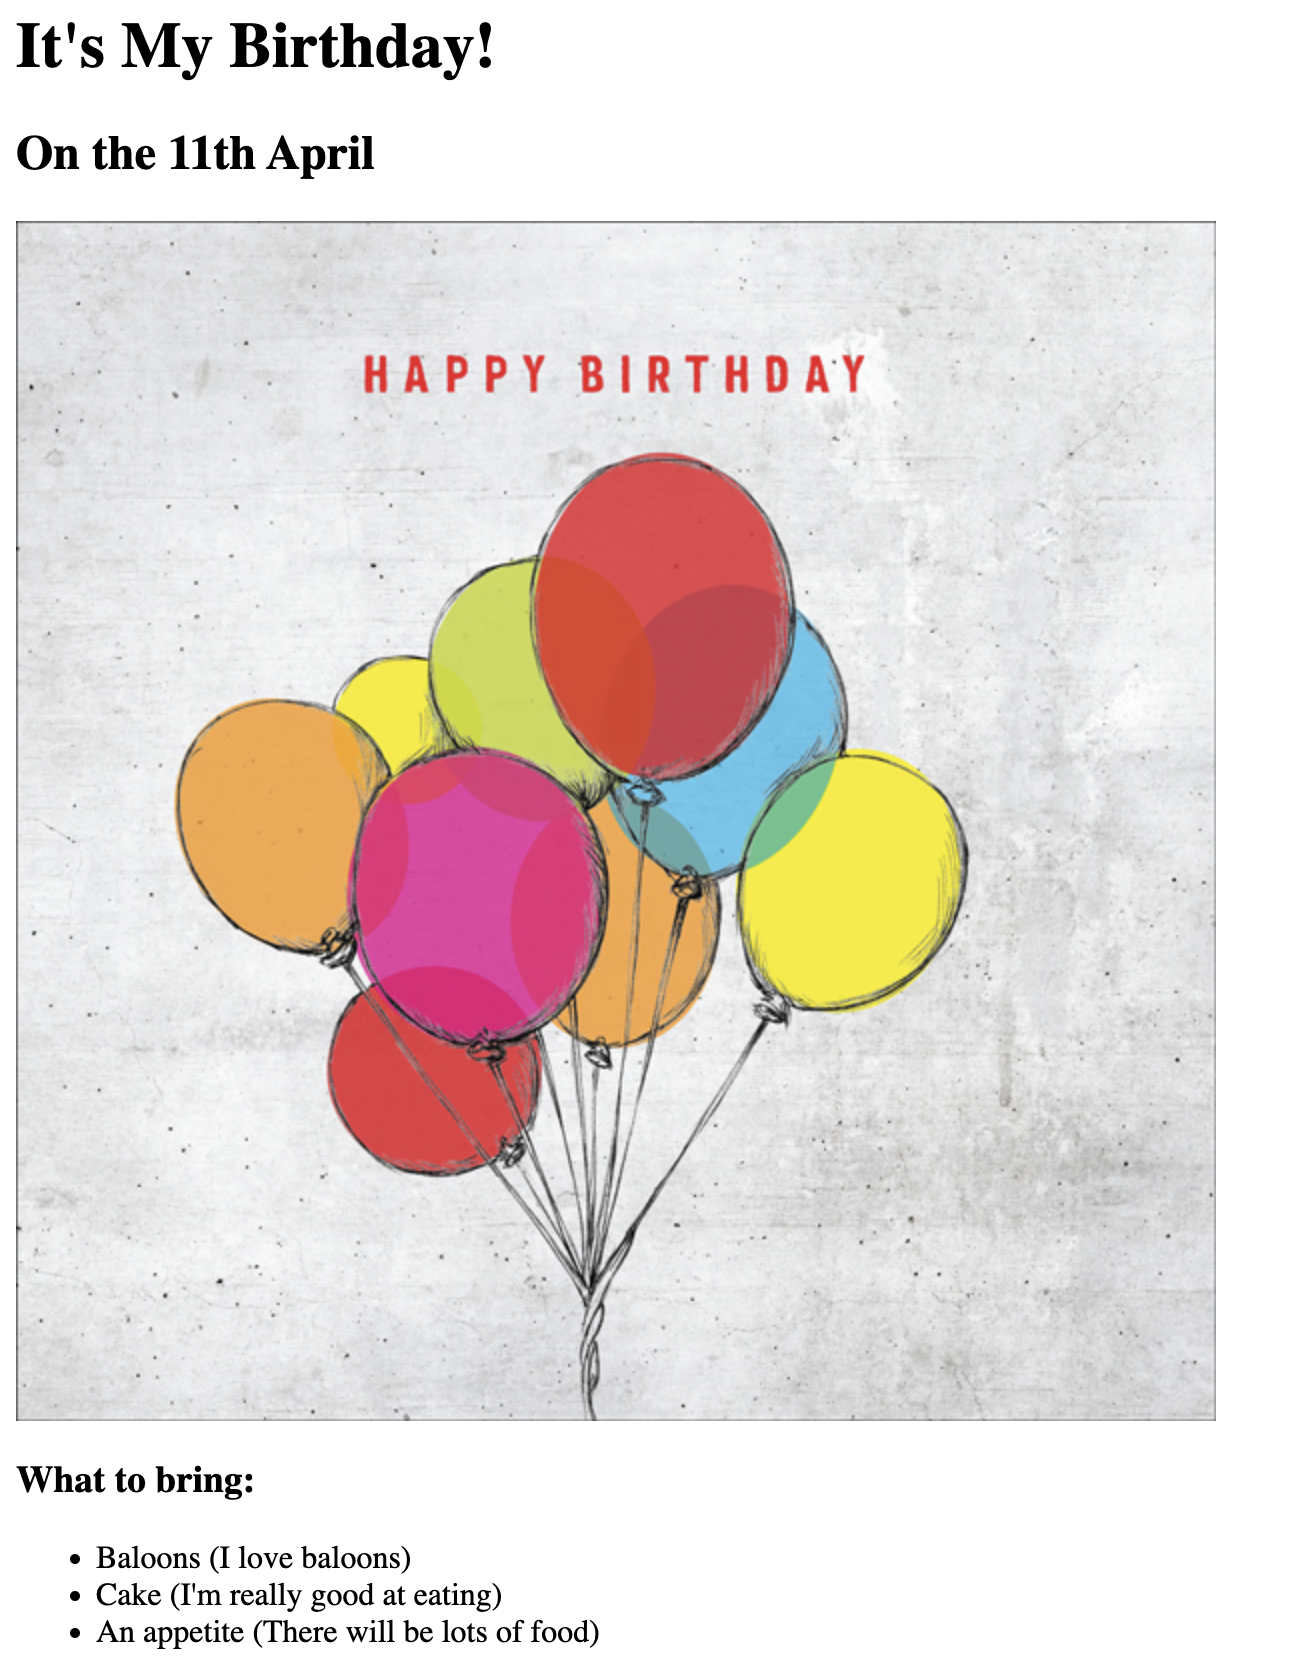 It's My Birthday!
On the 11th April
HAPPY BIRTHDAY
What to bring:
• Baloons (I love baloons)
• Cake (I'm really good at eating)
• An appetite (There will be lots of food)